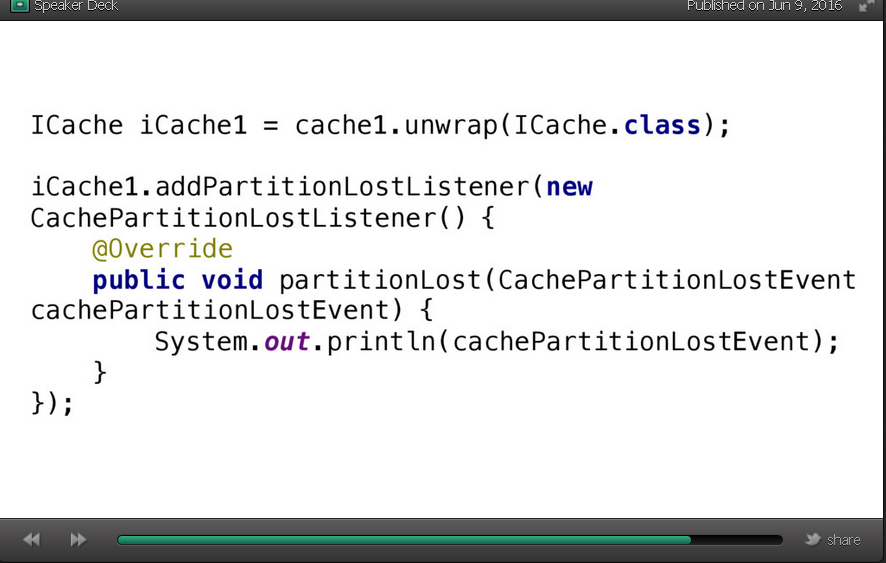 Speaker Deck Published on Jun 9, 2016
ICache iCache1 = cache1.unwrap(ICache.class);
iCache1.addPartitionLostListener(new
CachePartitionLostListener() {
@Override
public void partitionLost(CachePartitionLostEvent
cachePartitionLostEvent) {
System.out.println(cachePartitionLostEvent);
}
});
share